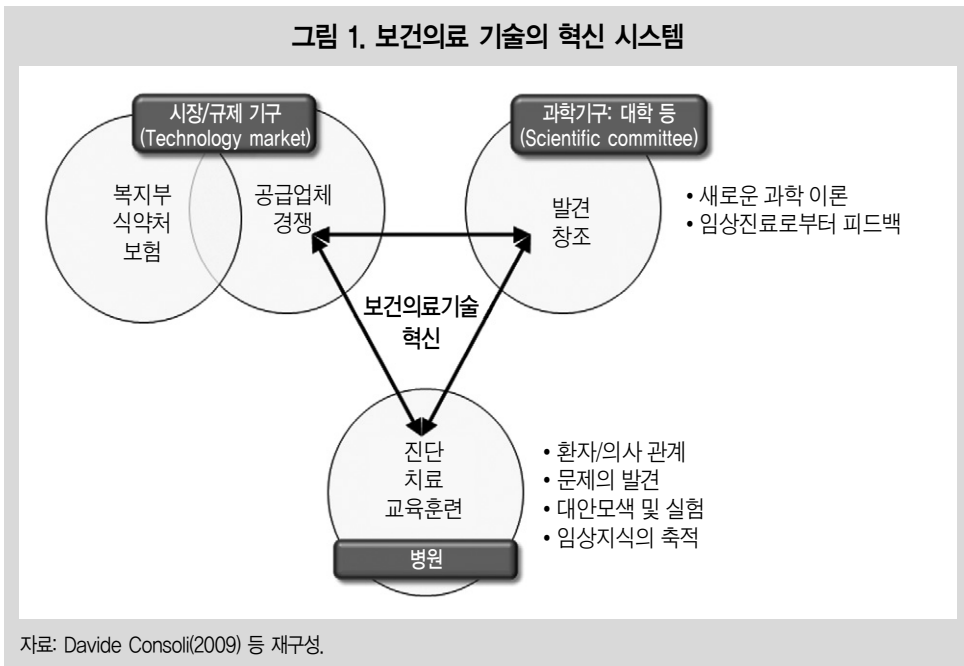 그림 1. 보건의료 기술의 혁신 시스템
시장/규제 기구
(Technology market)
과학기구: 대학 등
(Scientific committee)
복지부
식약처
보험
공급업체
경쟁
발견
창조
• 새로운 과학 이론
• 임상진료로부터 피드백
보건의료기술
혁신
진단
치료
교육훈련
병원
• 환자/의사 관계
• 문제의 발견
• 대안모색 및 실험
• 임상지식의 축적
자료: Davide Consoli(2009) 등 재구성.